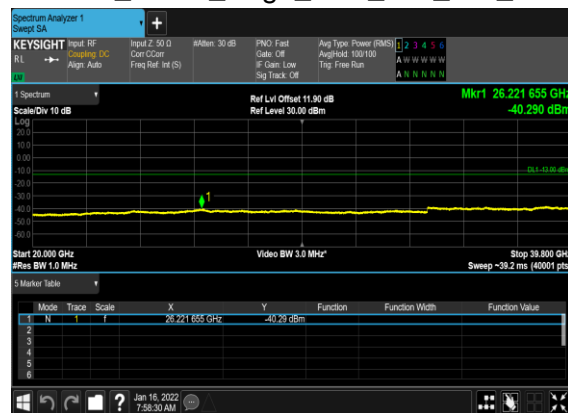 Spectrum Analyzer 1
Swept SA
+
KEYSIGHT Input: RF Input Z: 50 Ω #Atten: 30 dB PNO: Fast Avg Type: Power (RMS) 1 2 3 4 5 6
RL Coupling: DC Corr CCorr Gate: Off Avg|Hold: 100/100 A W W W W W
Align: Auto Freq Ref: Int (S) IF Gain: Low Trig: Free Run
Sig Track: Off A N N N N N
1 Spectrum
Ref Lvl Offset 11.90 dB Mkr1 26.221 655 GHz
Scale/Div 10 dB Ref Level 30.00 dBm -40.290 dBm
Log
20.0
10.0
0.00
-10.0 DL1 -13.00 dBm
-20.0
-30.0
1
-40.0
-50.0
-60.0
Start 20.000 GHz Video BW 3.0 MHz* Stop 39.800 GHz
#Res BW 1.0 MHz Sweep ~39.2 ms (40001 pts)
5 Marker Table
Mode Trace Scale X Y Function Function Width Function Value
1 N 1 f 26.221 655 GHz -40.29 dBm
2
3
4
5
6
? Jan 16, 2022
7:58:30 AM